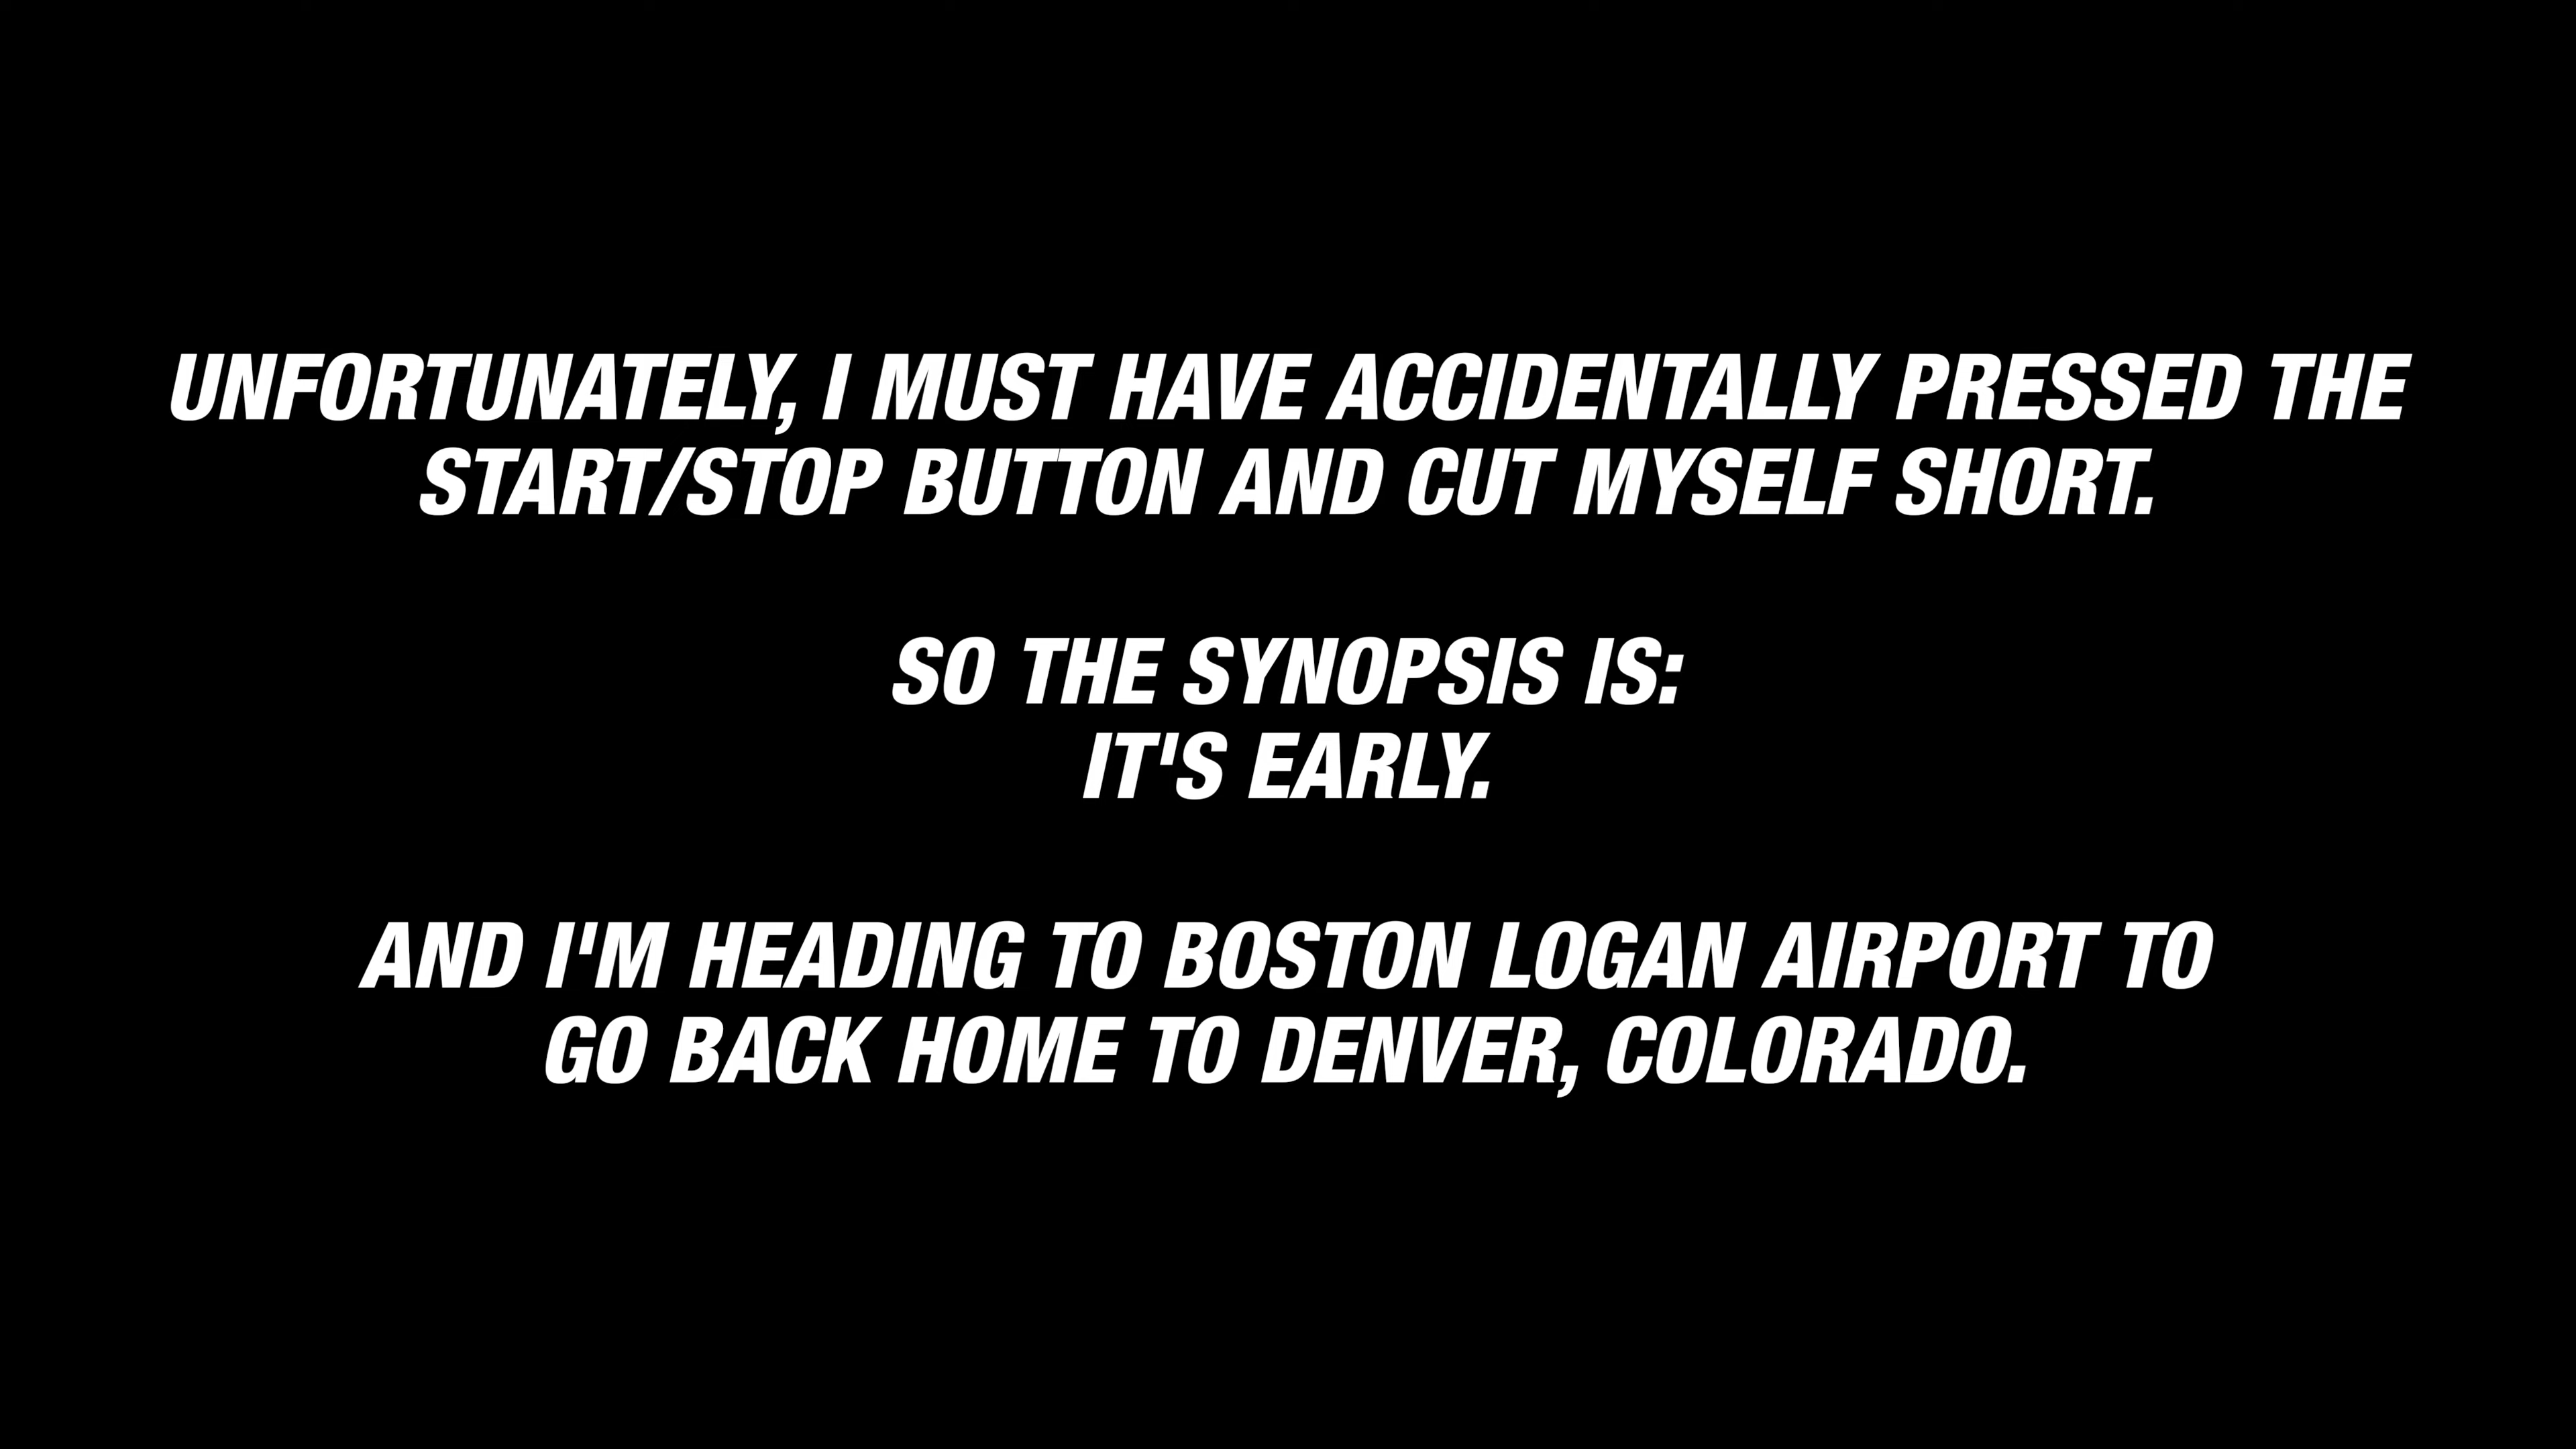 UNFORTUNATELY, I MUST HAVE ACCIDENTALLY PRESSED THE
START/STOP BUTTON AND CUT MYSELF SHORT.
SO THE SYNOPSIS IS:
IT'S EARLY.
AND I'M HEADING TO BOSTON LOGAN AIRPORT TO
GO BACK HOME TO DENVER, COLORADO.